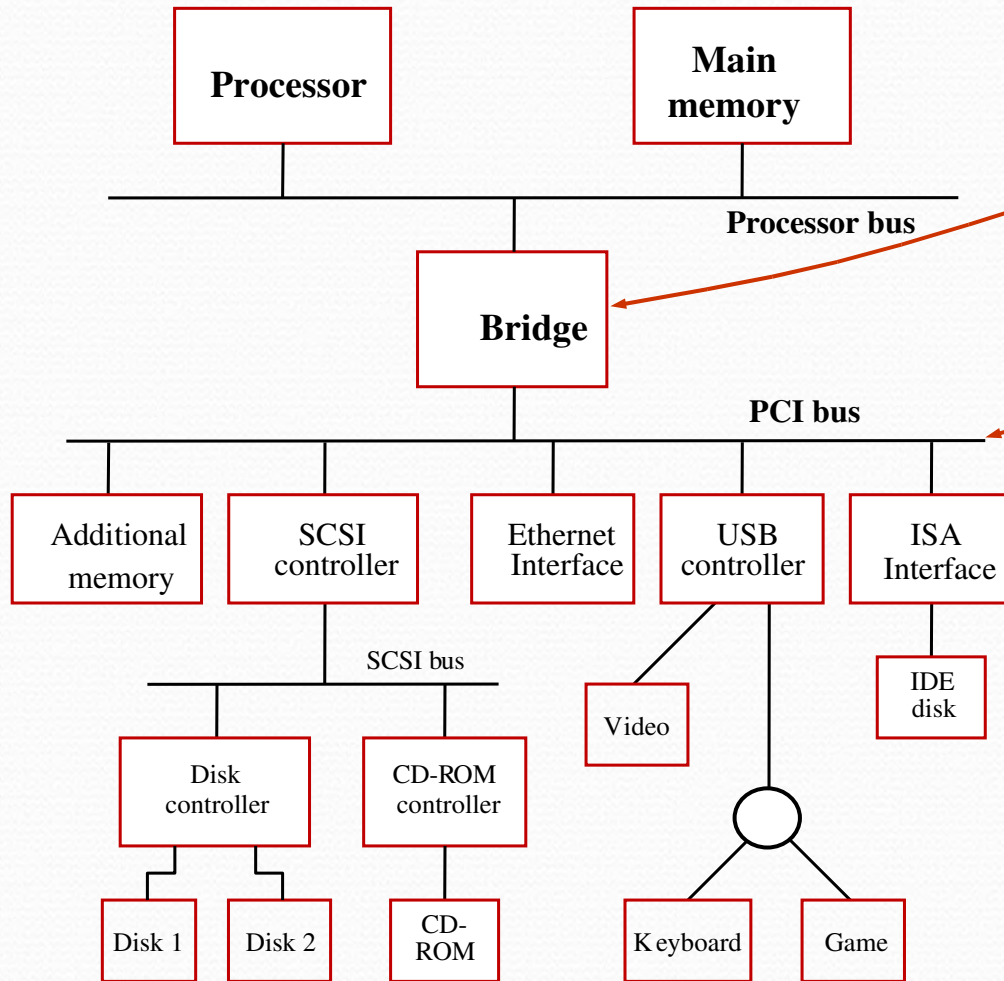 Processor
Main
memory
Processor bus
Bridge
PCI bus
Additional
memory
SCSI
controller
Ethernet
Interface
USB
controller
ISA
Interface
SCSI bus
IDE
disk
Video
Disk
controller
CD-ROM
controller
Disk 1
Disk 2
CD-
ROM
Keyboard
Game